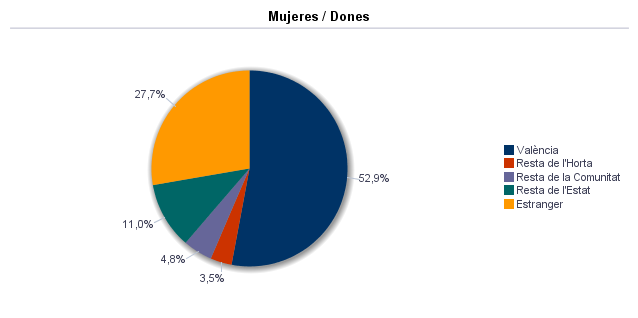 Mujeres / Dones
27,7%
52,9%
11,0%
4,8%
3,5%
València
Resta de l'Horta
Resta de la Comunitat
Resta de l'Estat
Estranger